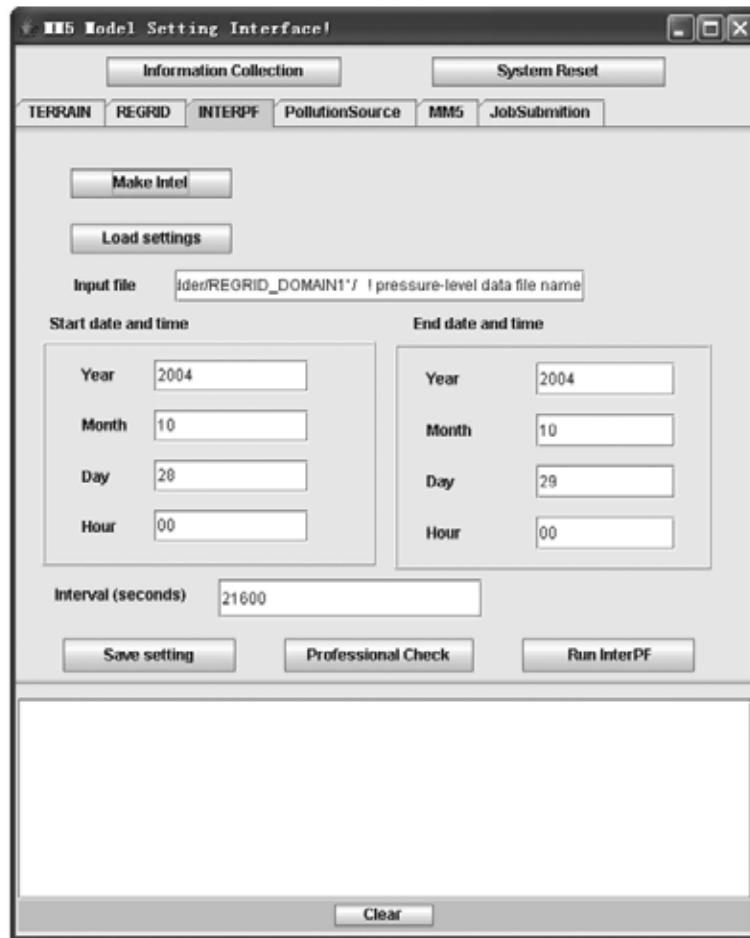 MM5 Model Setting Interface!
Information Collection System Reset
TERRAIN REGRID INTERPF PollutionSource MM5 JobSubmition
Make Intel
Load settings
Input file dder/REGRID_DOMAIN1'/ ! pressure-level data file name
Start date and time End date and time
Year 2004 Year 2004
Month 10 Month 10
Day 28 Day 29
Hour 00 Hour 00
Interval (seconds) 21600
Save setting Professional Check Run InterPF
Clear